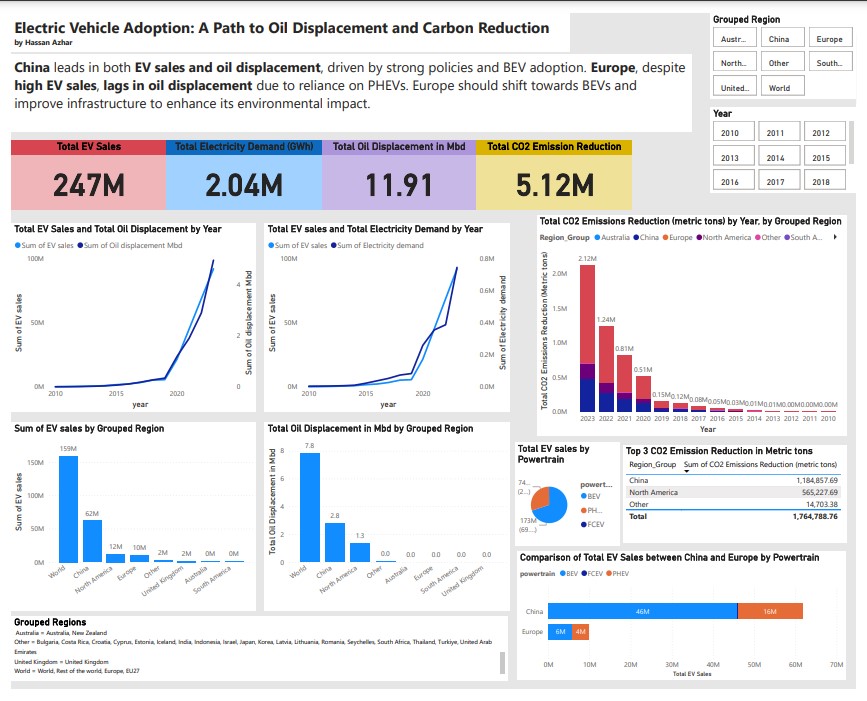 Electric Vehicle Adoption: A Path to Oil Displacement and Carbon Reduction
by Hassan Azhar
China leads in both EV sales and oil displacement, driven by strong policies and BEV adoption. Europe, despite
high EV sales, lags in oil displacement due to reliance on PHEVs. Europe should shift towards BEVs and
improve infrastructure to enhance its environmental impact.
Grouped Region
Austr... China Europe
North... Other South...
United... World
Year
2010 2011 2012
2013 2014 2015
2016 2017 2018
Total EV Sales
247M
Total Electricity Demand (GWh)
2.04M
Total Oil Displacement in Mbd
11.91
Total CO2 Emission Reduction
5.12M
Total EV Sales and Total Oil Displacement by Year
Sum of EV sales Sum of Oil displacement Mbd
100M
50M
0M
4
2
0
Sum of EV sales
Sum of Oil displacement Mbd
2010 2015 2020
year
Total EV sales and Total Electricity Demand by Year
Sum of EV sales Sum of Electricity demand
100M
50M
0M
0.8M
0.6M
0.4M
0.2M
0.0M
Sum of EV sales
Sum of Electricity demand
2010 2015 2020
year
Total CO2 Emissions Reduction (metric tons) by Year, by Grouped Region
Region_Group Australia China Europe North America Other South A...
Total CO2 Emissions Reduction (Metric tons)
2.0M
1.5M
1.0M
0.5M
0.0M
2.12M
1.24M
0.81M
0.51M
0.15M 0.12M 0.08M 0.05M 0.03M 0.01M 0.01M 0.00M 0.00M 0.00M
2023 2022 2021 2020 2019 2018 2017 2016 2015 2014 2013 2012 2011 2010
Year
Sum of EV sales by Grouped Region
Sum of EV sales
150M
100M
50M
0M
159M
62M
12M 10M 2M 2M 0M 0M
World China North America Europe Other United Kingdom Australia South America
Total Oil Displacement in Mbd by Grouped Region
Total Oil Displacement in Mbd
8
6
4
2
0
7.8
2.8
1.3
0.0 0.0 0.0 0.0 0.0
World China North America Other Australia Europe South America United Kingdom
Total EV sales by
Powertrain
74...
(2...)
173M
(69....)
powert...
BEV
PH...
FCEV
Top 3 CO2 Emission Reduction in Metric tons
Region_Group Sum of CO2 Emissions Reduction (metric tons)
China 1,184,857.69
North America 565,227.69
Other 14,703.38
Total 1,764,788.76
Comparison of Total EV Sales between China and Europe by Powertrain
powertrain BEV FCEV PHEV
China 46M 16M
Europe 6M 4M
0M 10M 20M 30M 40M 50M 60M 70M
Total EV Sales
Grouped Regions
Australia = Australia, New Zealand
Other = Bulgaria, Costa Rica, Croatia, Cyprus, Estonia, Iceland, India, Indonesia, Israel, Japan, Korea, Latvia, Lithuania, Romania, Seychelles, South Africa, Thailand, Turkiye, United Arab
Emirates
United Kingdom = United Kingdom
World = World, Rest of the world, Europe, EU27